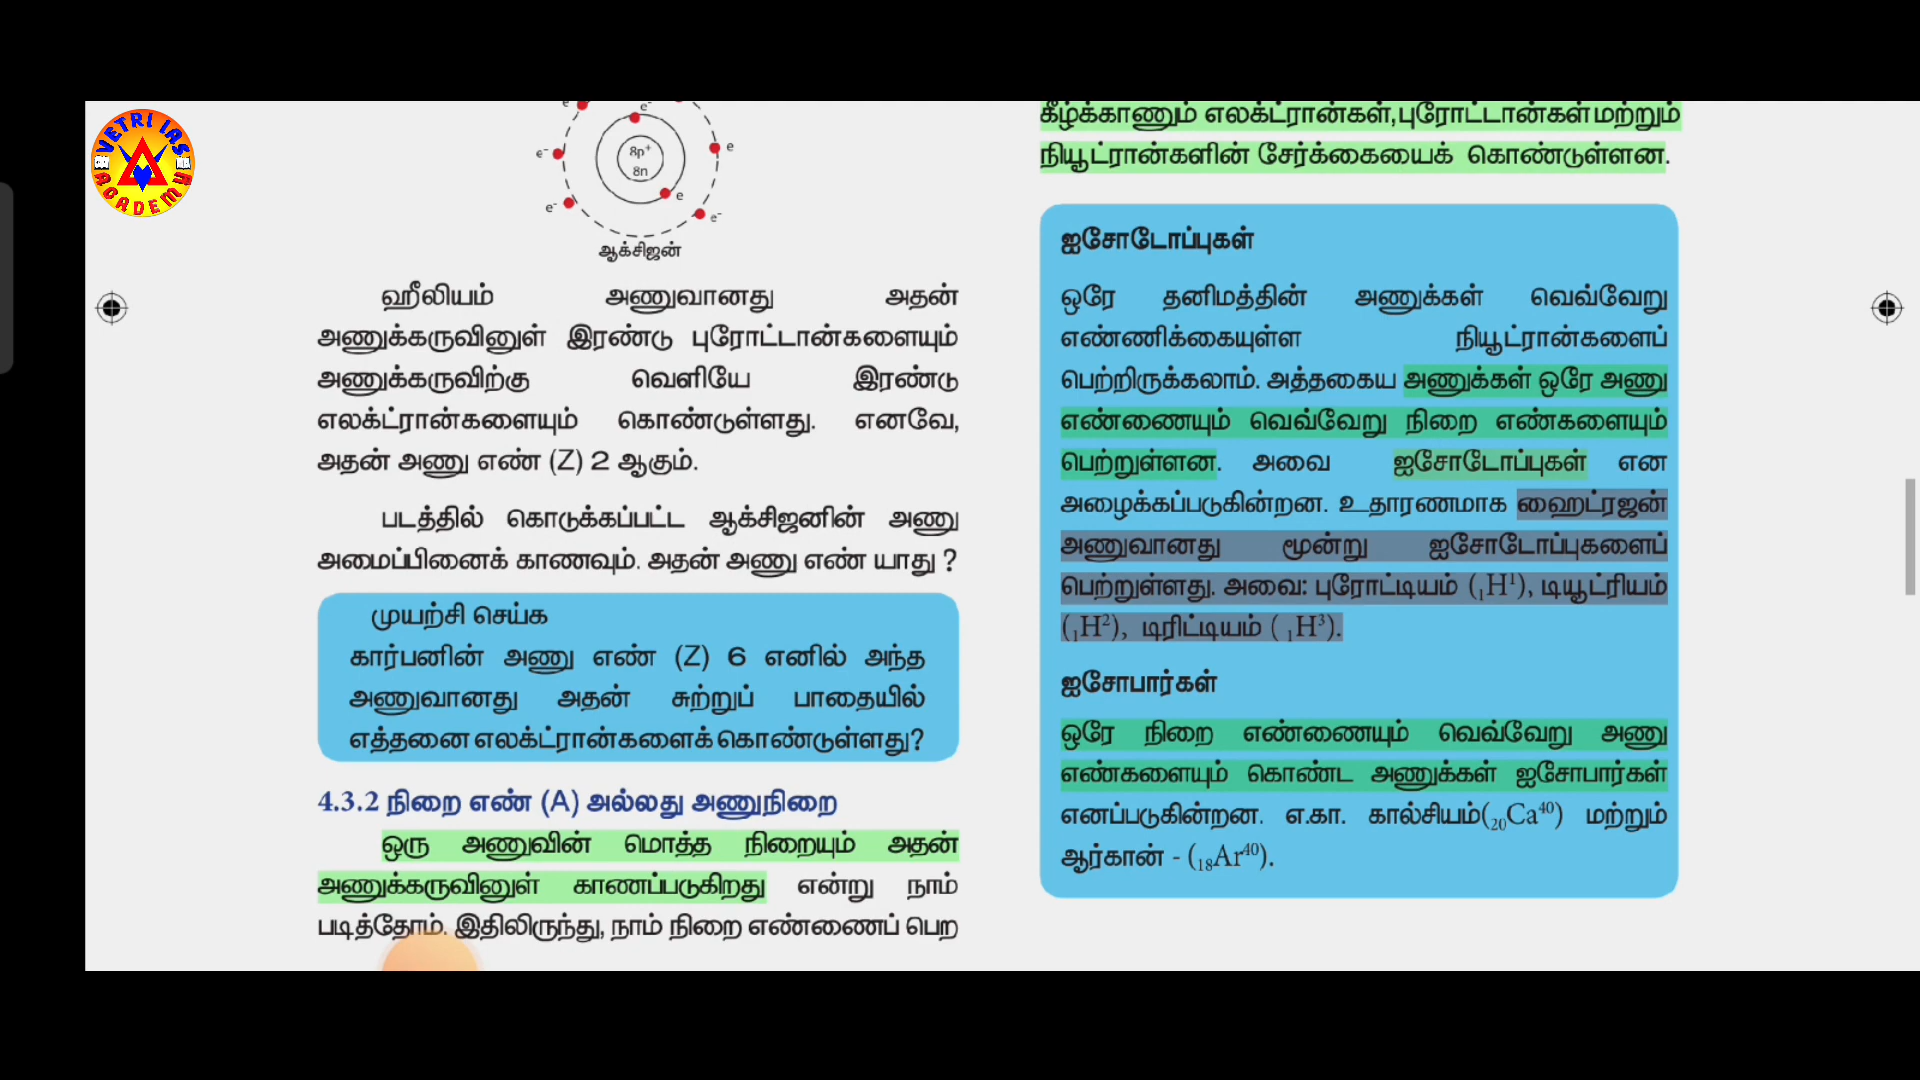 VETRI IAS
ACADEMY
e⁻
e⁻
e
8p⁺
8n
e
e⁻
e⁻
ஆக்சிஜன்
ஹீலியம் அணுவானது அதன்
அணுக்கருவினுள் இரண்டு புரோட்டான்களையும்
அணுக்கருவிற்கு வெளியே இரண்டு
எலக்ட்ரான்களையும் கொண்டுள்ளது. எனவே,
அதன் அணு எண் (Z) 2 ஆகும்.
படத்தில் கொடுக்கப்பட்ட ஆக்சிஜனின் அணு
அமைப்பினைக் காணவும். அதன் அணு எண் யாது ?
முயற்சி செய்க
கார்பனின் அணு எண் (Z) 6 எனில் அந்த
அணுவானது அதன் சுற்றுப் பாதையில்
எத்தனை எலக்ட்ரான்களைக் கொண்டுள்ளது?
4.3.2 நிறை எண் (A) அல்லது அணுநிறை
ஒரு அணுவின் மொத்த நிறையும் அதன்
அணுக்கருவினுள் காணப்படுகிறது என்று நாம்
படித்தோம். இதிலிருந்து, நாம் நிறை எண்ணைப் பெற
கீழ்க்காணும் எலக்ட்ரான்கள், புரோட்டான்கள் மற்றும்
நியூட்ரான்களின் சேர்க்கையைக் கொண்டுள்ளன.
ஐசோடோப்புகள்
ஒரே தனிமத்தின் அணுக்கள் வெவ்வேறு
எண்ணிக்கையுள்ள நியூட்ரான்களைப்
பெற்றிருக்கலாம். அத்தகைய அணுக்கள் ஒரே அணு
எண்ணையும் வெவ்வேறு நிறை எண்களையும்
பெற்றுள்ளன. அவை ஐசோடோப்புகள் என
அழைக்கப்படுகின்றன. உதாரணமாக ஹைட்ரஜன்
அணுவானது மூன்று ஐசோடோப்புகளைப்
பெற்றுள்ளது. அவை: புரோட்டியம் (₁H¹), டியூட்ரியம்
(₁H²), டிரிட்டியம் ( ₁H³).
ஐசோபார்கள்
ஒரே நிறை எண்ணையும் வெவ்வேறு அணு
எண்களையும் கொண்ட அணுக்கள் ஐசோபார்கள்
எனப்படுகின்றன. எ.கா. கால்சியம்(₂₀Ca⁴⁰) மற்றும்
ஆர்கான் - (₁₈Ar⁴⁰).